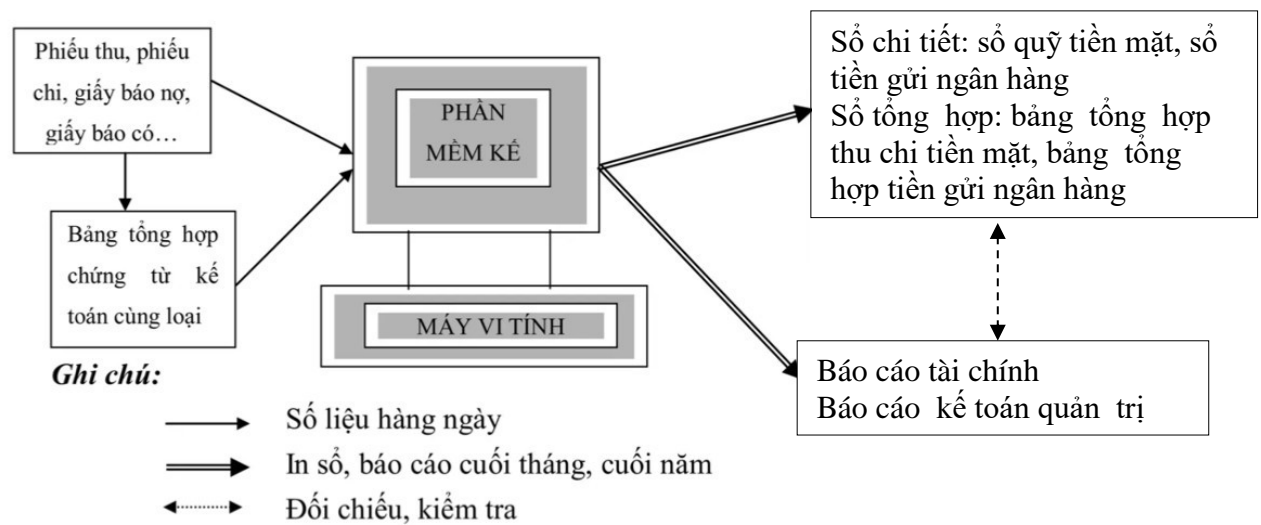 Phiếu thu, phiếu
chi, giấy báo nợ,
giấy báo có…
Bảng tổng hợp
chứng từ kế
toán cùng loại
PHẦN
MỀM KẾ
MÁY VI TÍNH
Sổ chi tiết: sổ quỹ tiền mặt, sổ
tiền gửi ngân hàng
Sổ tổng hợp: bảng tổng hợp
thu chi tiền mặt, bảng tổng
hợp tiền gửi ngân hàng
Báo cáo tài chính
Báo cáo kế toán quản trị
Ghi chú:
Số liệu hàng ngày
In sổ, báo cáo cuối tháng, cuối năm
Đối chiếu, kiểm tra